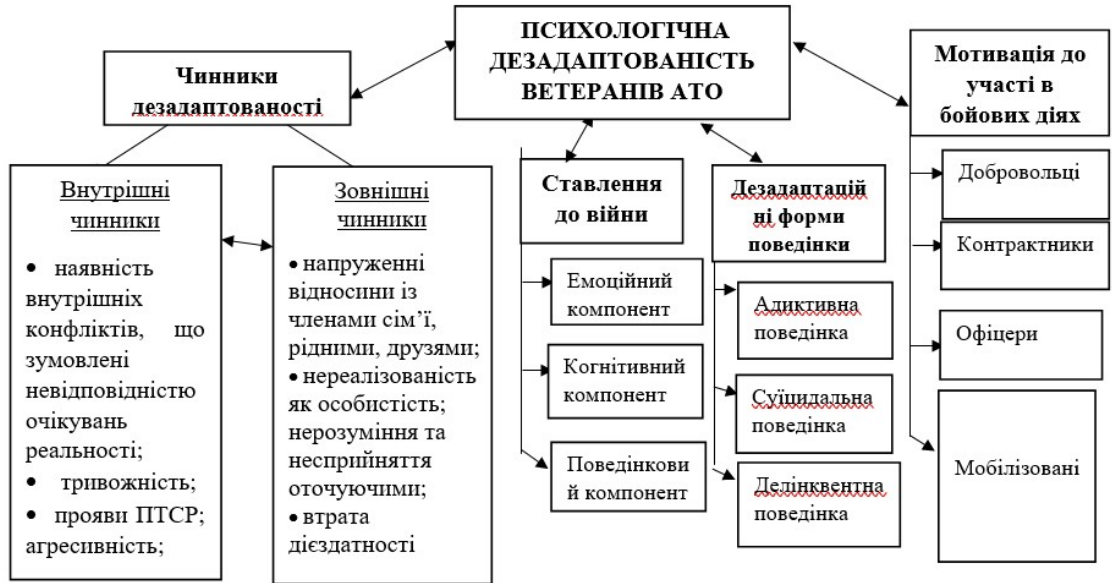 ПСИХОЛОГІЧНА
ДЕЗАДАПТОВАНІСТЬ
ВЕТЕРАНІВ АТО
Чинники
дезадаптованості
Мотивація до
участі в
бойових діях
Внутрішні
чинники
• наявність
внутрішніх
конфліктів, що
зумовлені
невідповідністю
очікувань
реальності;
• тривожність;
• прояви ПТСР;
агресивність;
Зовнішні
чинники
• напруженні
відносини із
членами сім’ї,
рідними, друзями;
• нереалізованість
як особистість;
нерозуміння та
несприйняття
оточуючими;
• втрата
дієздатності
Ставлення
до війни
Емоційний
компонент
Когнітивний
компонент
Поведінкови
й компонент
Дезадаптацій
ні форми
поведінки
Адиктивна
поведінка
Суїцидальна
поведінка
Делінквентна
поведінка
Добровольці
Контрактники
Офіцери
Мобілізовані